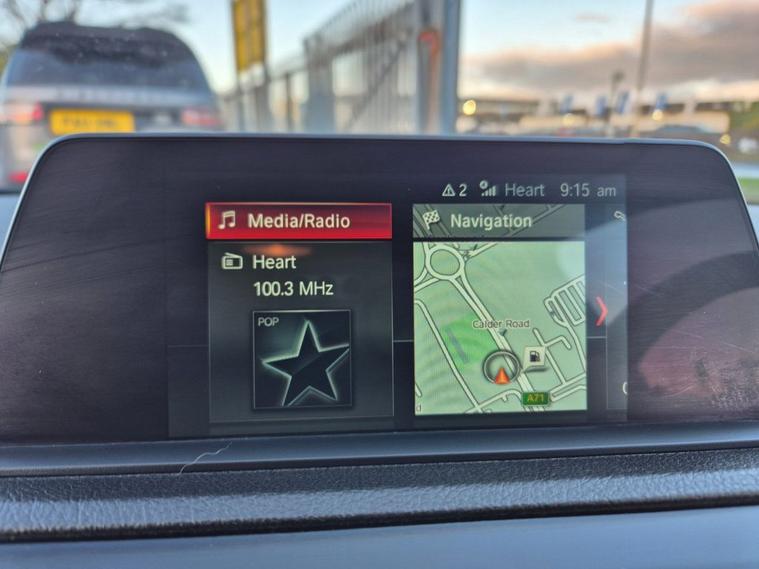 2 Heart 9:15 am
Media/Radio
Navigation
Heart
100.3 MHz
POP
Calder Road
A71